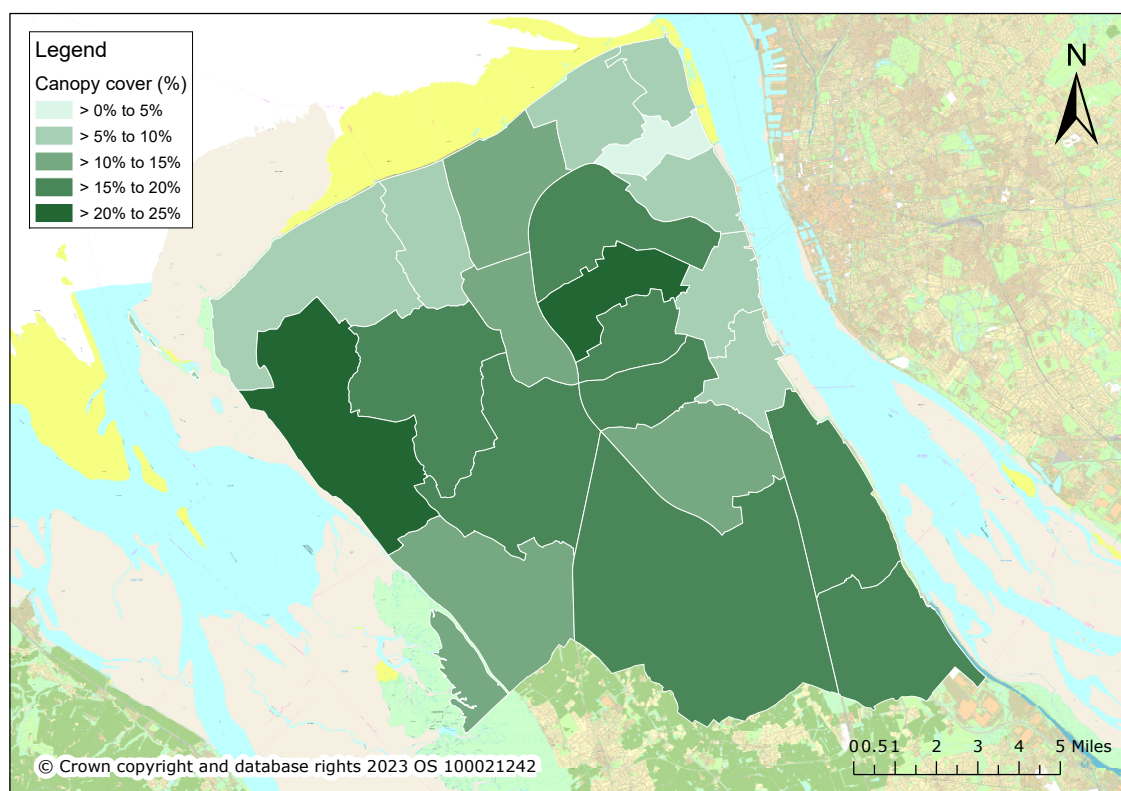 Legend
Canopy cover (%)
> 0% to 5%
> 5% to 10%
> 10% to 15%
> 15% to 20%
> 20% to 25%
N
0 0.5 1 2 3 4 5 Miles
© Crown copyright and database rights 2023 OS 100021242